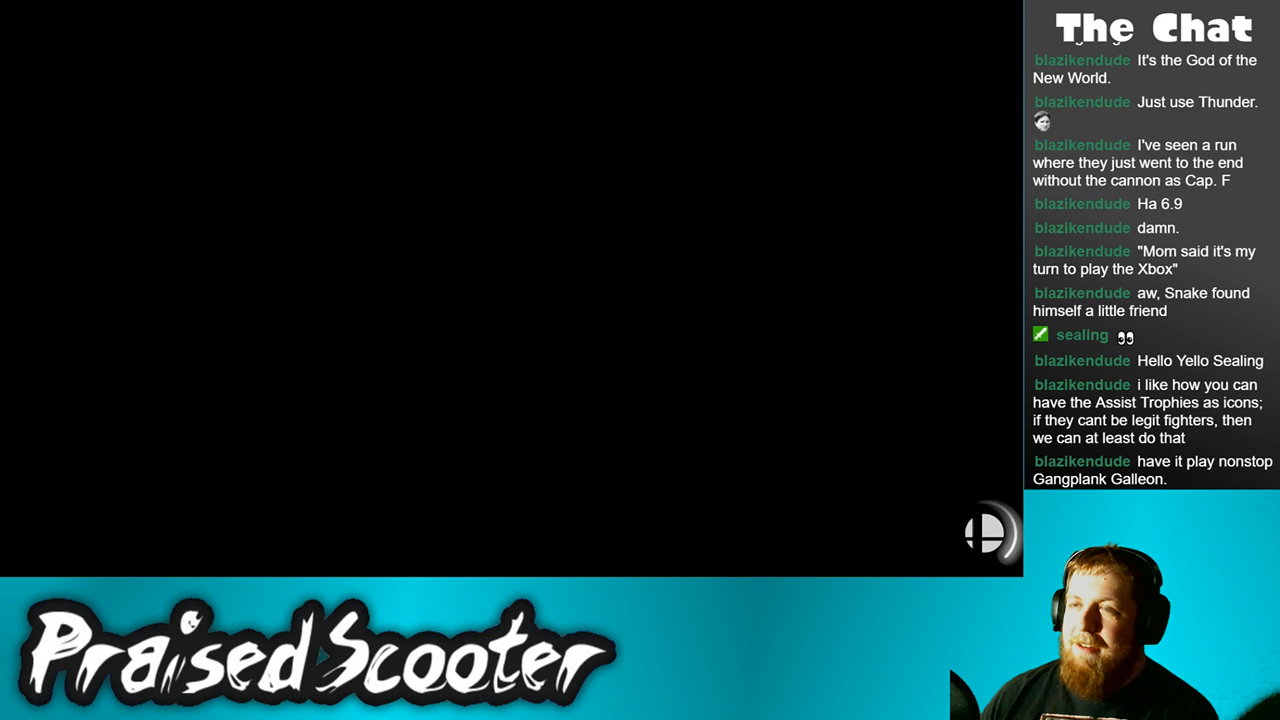 The Chat
blazikendude It's the God of the
New World.
blazikendude Just use Thunder.
blazikendude I've seen a run
where they just went to the end
without the cannon as Cap. F
blazikendude Ha 6.9
blazikendude damn.
blazikendude "Mom said it's my
turn to play the Xbox"
blazikendude aw, Snake found
himself a little friend
sealing
blazikendude Hello Yello Sealing
blazikendude i like how you can
have the Assist Trophies as icons;
if they cant be legit fighters, then
we can at least do that
blazikendude have it play nonstop
Gangplank Galleon.
PraisedScooter